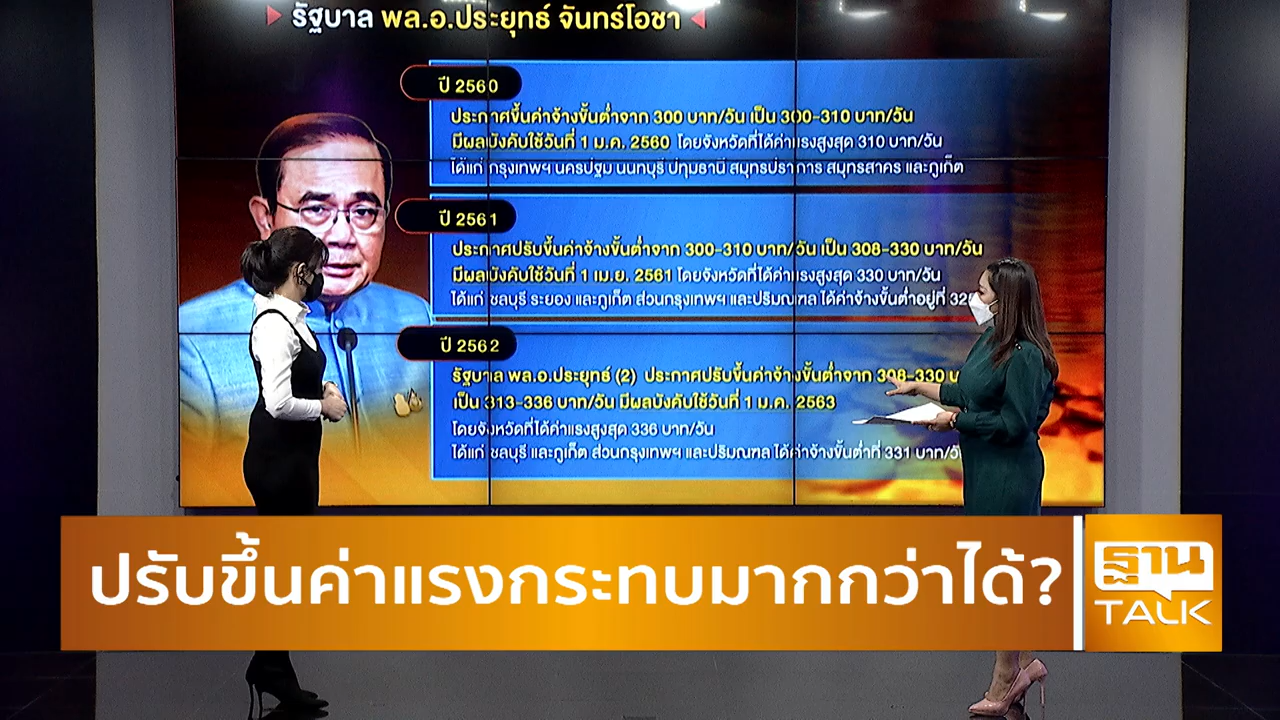 รัฐบาล พล.อ.ประยุทธ์ จันทร์โอชา
ปี 2560
ประกาศขึ้นค่าจ้างขั้นต่ำจาก 300 บาท/วัน เป็น 300-310 บาท/วัน
มีผลบังคับใช้วันที่ 1 ม.ค. 2560 โดยจังหวัดที่ได้ค่าแรงสูงสุด 310 บาท/วัน
ได้แก่ กรุงเทพฯ นครปฐม นนทบุรี ปทุมธานี สมุทรปราการ สมุทรสาคร และภูเก็ต
ปี 2561
ประกาศปรับขึ้นค่าจ้างขั้นต่ำจาก 300-310 บาท/วัน เป็น 308-330 บาท/วัน
มีผลบังคับใช้วันที่ 1 เม.ย. 2561 โดยจังหวัดที่ได้ค่าแรงสูงสุด 330 บาท/วัน
ได้แก่ ชลบุรี ระยอง และภูเก็ต ส่วนกรุงเทพฯ และปริมณฑล ได้ค่าจ้างขั้นต่ำอยู่ที่
ปี 2562
รัฐบาล พล.อ.ประยุทธ์ (2) ประกาศปรับขึ้นค่าจ้างขั้นต่ำจาก 308-330
เป็น 313-336 บาท/วัน มีผลบังคับใช้วันที่ 1 ม.ค. 2563
โดยจังหวัดที่ได้ค่าแรงสูงสุด 336 บาท/วัน
ได้แก่ ชลบุรี และภูเก็ต ส่วนกรุงเทพฯ และปริมณฑล ได้ค่าจ้างขั้นต่ำที่ 331 บาท/วัน
ปรับขึ้นค่าแรงกระทบมากกว่าได้?
ฐาน
TALK